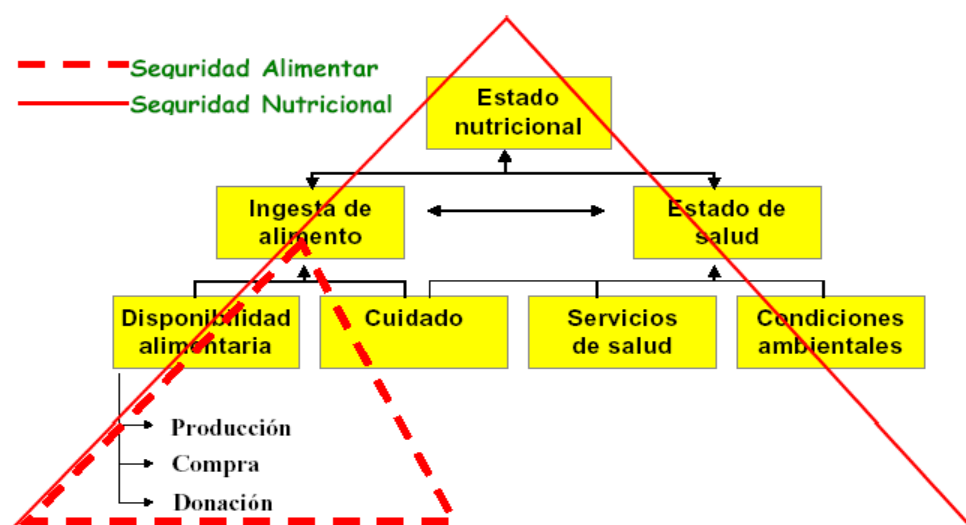 Seguridad Alimentar
Seguridad Nutricional
Estado
nutricional
Ingesta de
alimento
Estado de
salud
Disponibilidad
alimentaria
Cuidado
Servicios
de salud
Condiciones
ambientales
Producción
Compra
Donación